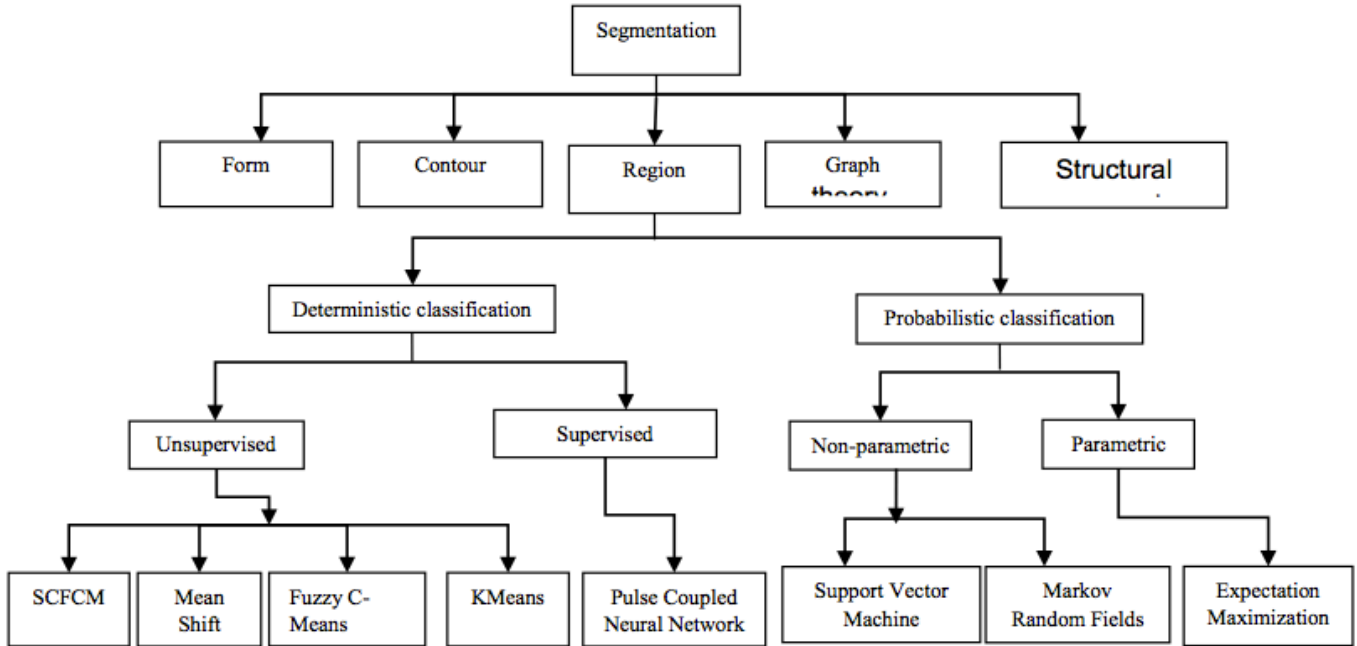 Segmentation
Form
Contour
Region
Graph
theory
Structural
Deterministic classification
Probabilistic classification
Unsupervised
Supervised
Non-parametric
Parametric
SCFCM
Mean
Shift
Fuzzy C-
Means
KMeans
Pulse Coupled
Neural Network
Support Vector
Machine
Markov
Random Fields
Expectation
Maximization